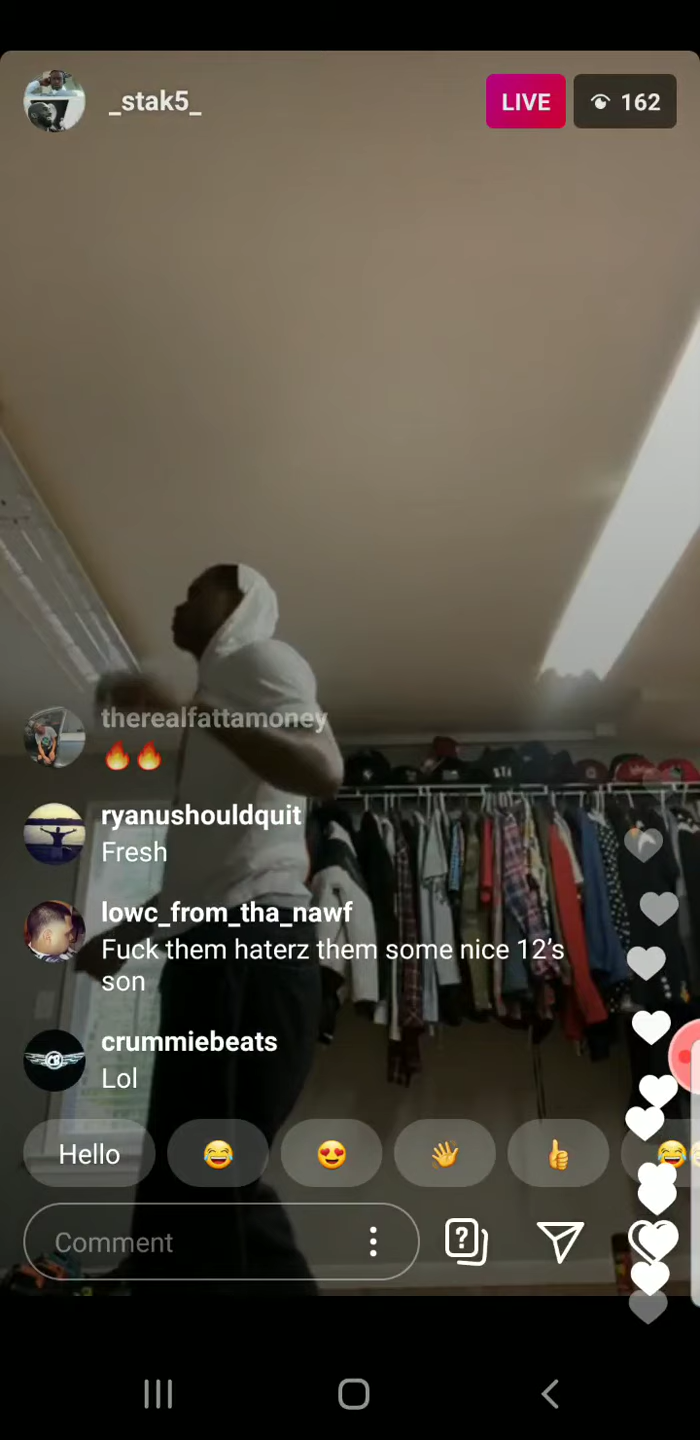 _stak5_
LIVE
162
therealfattamoney
🔥🔥
ryanushouldquit
Fresh
lowc_from_tha_nawf
Fuck them haterz them some nice 12’s
son
crummiebeats
Lol
Hello
Comment